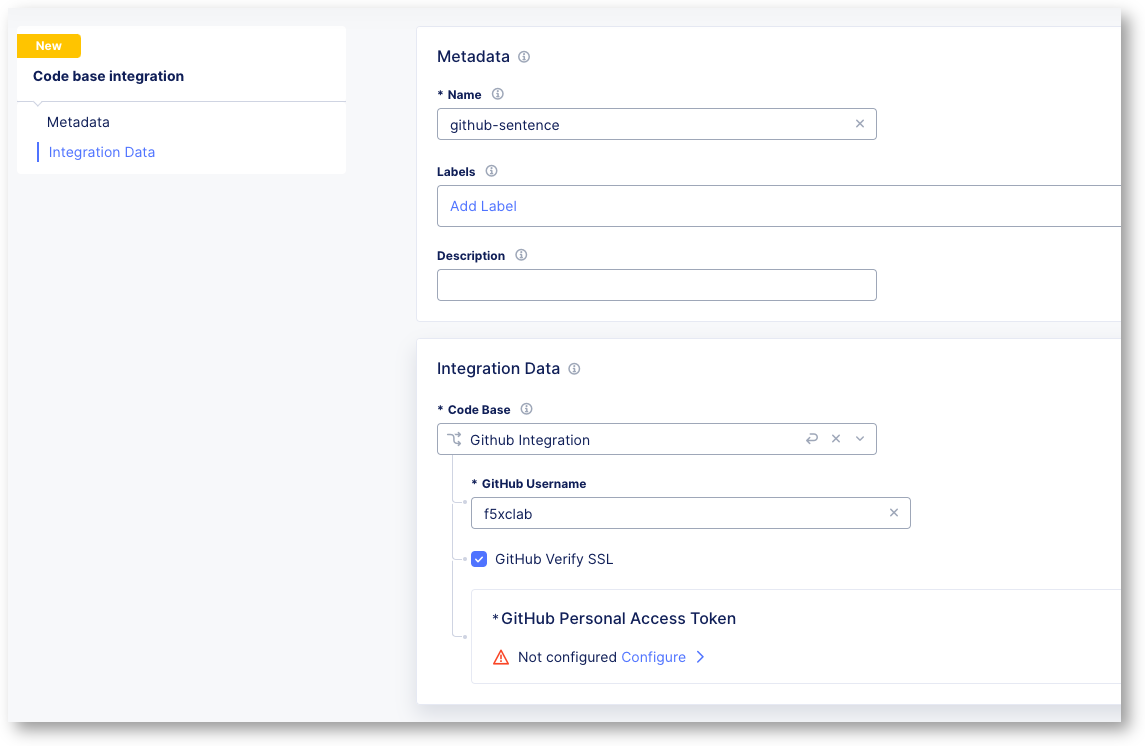 New
Code base integration
Metadata
Integration Data
Metadata
* Name
github-sentence
Labels
Add Label
Description
Integration Data
* Code Base
Github Integration
* GitHub Username
f5xclab
GitHub Verify SSL
*GitHub Personal Access Token
Not configured Configure